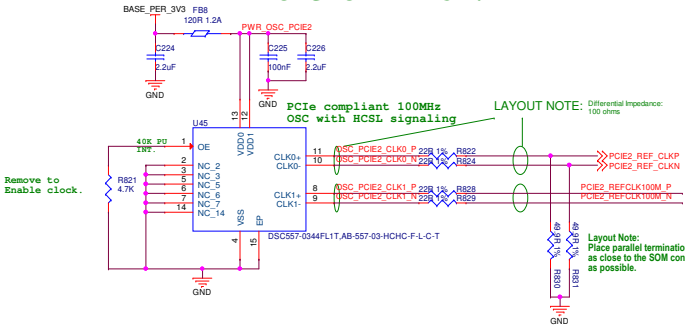 BASE_PER_3V3
FB8
120R 1.2A
PWR_OSC_PCIE2
C224
2.2uF
C225
100nF
C226
2.2uF
GND
GND
PCIe compliant 100MHz
OSC with HCSL signaling
LAYOUT NOTE:
Differential Impedance:
100 ohms
U45
13
12
VDD0
VDD1
40K PU
INT.
1
OE
2
NC_2
3
NC_3
5
NC_5
6
NC_6
7
NC_7
14
NC_14
CLK0+
11
OSC_PCIE2_CLK0_P
22R 1%
R822
PCIE2_REF_CLKP
CLK0-
10
OSC_PCIE2_CLK0_N
22R 1%
R824
PCIE2_REF_CLKN
CLK1+
8
OSC_PCIE2_CLK1_P
22R 1%
R828
PCIE2_REFCLK100M_P
CLK1-
9
OSC_PCIE2_CLK1_N
22R 1%
R829
PCIE2_REFCLK100M_N
Remove to
Enable clock.
R821
4.7K
VSS
EP
4
15
DSC557-0344FL1T,AB-557-03-HCHC-F-L-C-T
GND
49.9R 1%
R830
49.9R 1%
R831
GND
Layout Note:
Place parallel terminatio
as close to the SOM con
as possible.